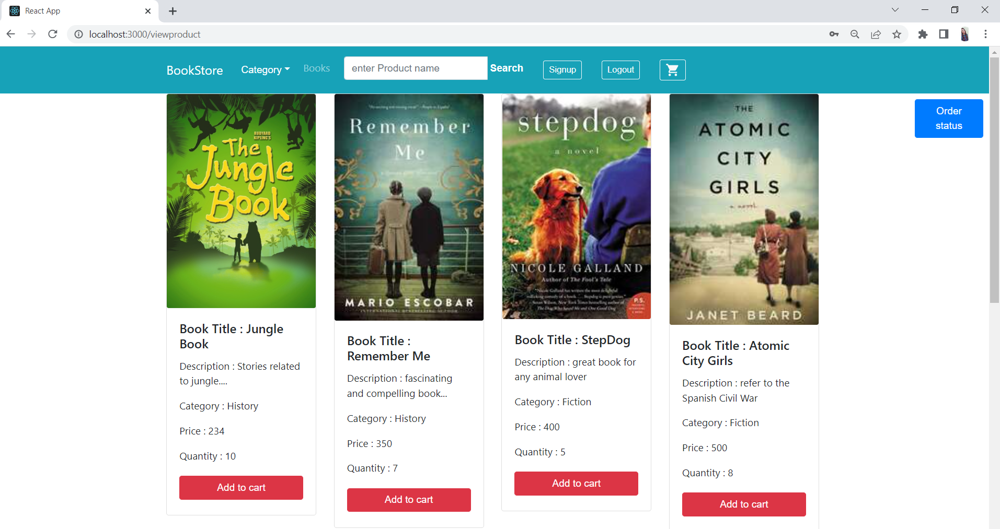 React App
localhost:3000/viewproduct
BookStore
Category
Books
enter Product name
Search
Signup
Logout
Order
status
RUDYARD
KIPLING'S
The
Jungle
Book
Book Title : Jungle
Book
Description : Stories related
to jungle....
Category : History
Price : 234
Quantity : 10
Add to cart
Remember
Me
MARIO ESCOBAR
INTERNATIONAL BESTSELLING AUTHOR
Book Title :
Remember Me
Description : fascinating
and compelling book...
Category : History
Price : 350
Quantity : 7
Add to cart
stepdog
a novel
NICOLE GALLAND
Author of The Fool's Tale
P.S.
Book Title : StepDog
Description : great book for
any animal lover
Category : Fiction
Price : 400
Quantity : 5
Add to cart
THE
ATOMIC
CITY
GIRLS
a novel
JANET BEARD
Book Title : Atomic
City Girls
Description : refer to the
Spanish Civil War
Category : Fiction
Price : 500
Quantity : 8
Add to cart